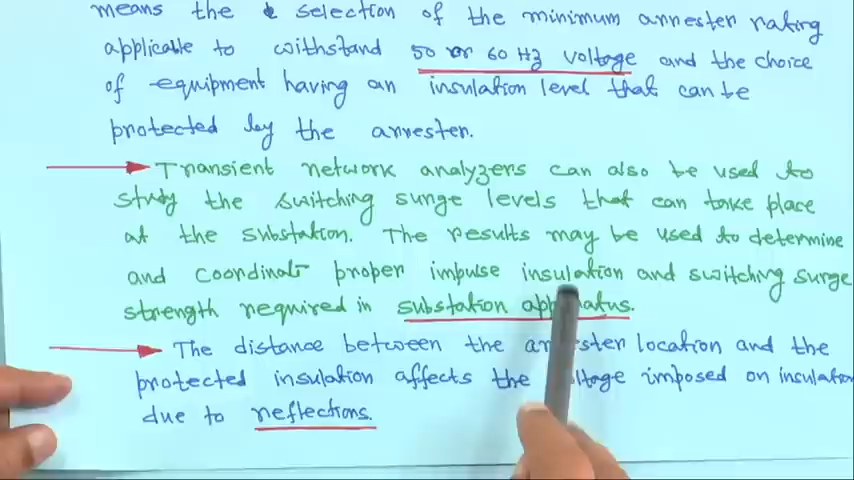 means the selection of the minimum arrester rating
applicable to withstand 50 or 60 Hz voltage and the choice
of equipment having an insulation level that can be
protected by the arrester.
Transient network analyzers can also be used to
study the switching surge levels that can take place
at the substation. The results may be used to determine
and coordinate proper impuse insulation and switching surge
strength required in substation apparatus.
The distance between the arrester location and the
protected insulation affects the voltage imposed on insulation
due to reflections.